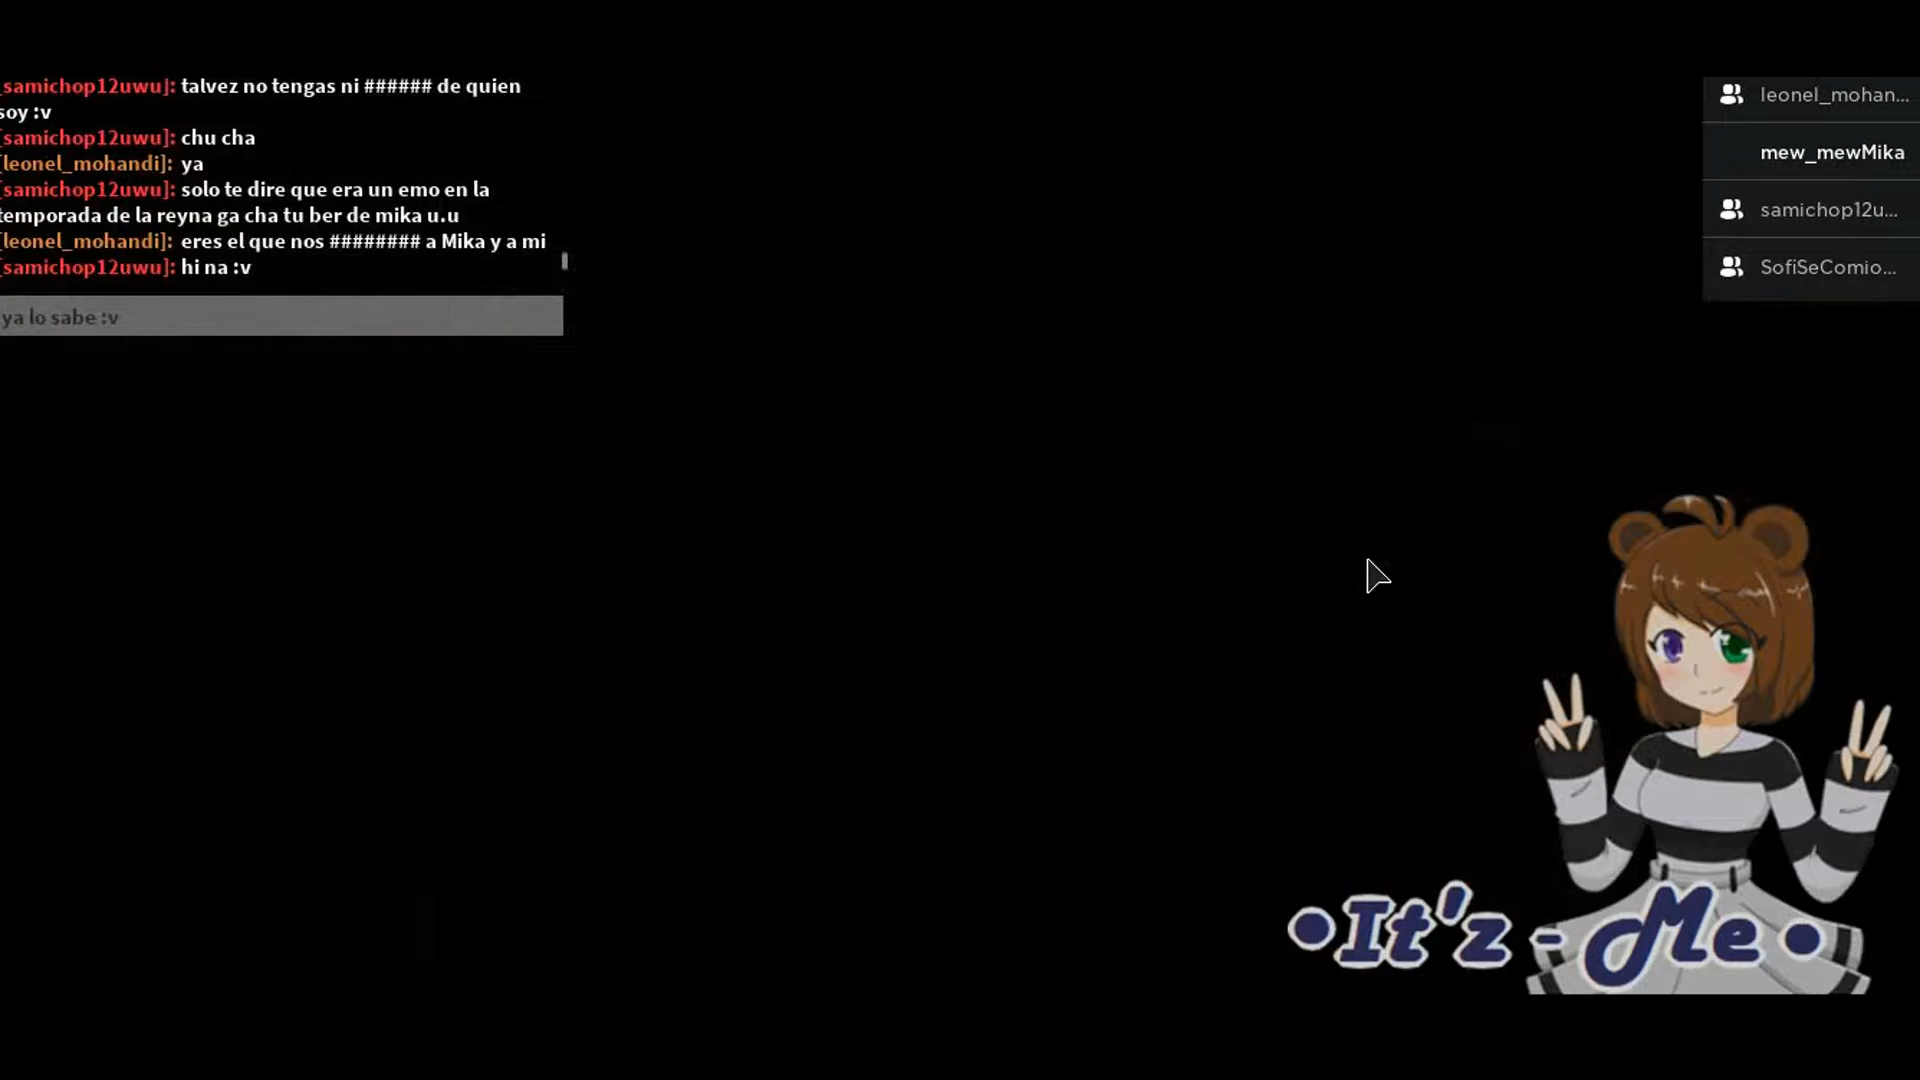 samichop12uwu]: talvez no tengas ni ###### de quien
soy :v
[samichop12uwu]: chu cha
[leonel_mohandi]: ya
[samichop12uwu]: solo te dire que era un emo en la
temporada de la reyna ga cha tu ber de mika u.u
[leonel_mohandi]: eres el que nos ######## a Mika y a mi
[samichop12uwu]: hi na :v
ya lo sabe :v
leonel_mohan...
mew_mewMika
samichop12u...
SofiSeComio...
•It'z - Me •